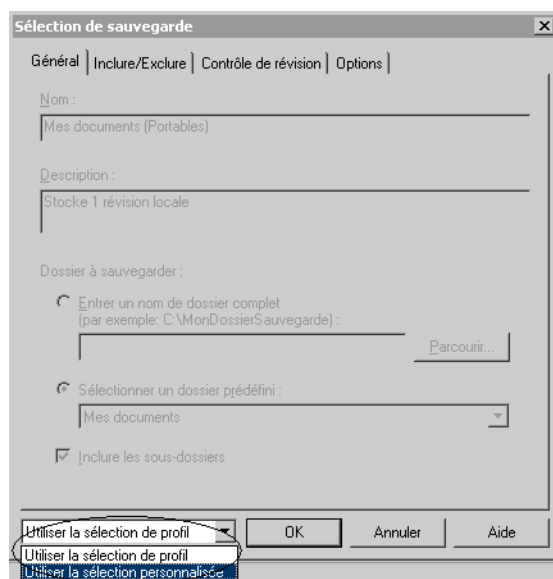 Sélection de sauvegarde
Général Inclure/Exclure Contrôle de révision Options
Nom :
Mes documents (Portables)
Description :
Stocke 1 révision locale
Dossier à sauvegarder :
Entrer un nom de dossier complet
(par exemple: C:\MonDossierSauvegarde) :
Parcourir...
Sélectionner un dossier prédéfini :
Mes documents
Inclure les sous-dossiers
Utiliser la sélection de profil OK Annuler Aide
Utiliser la sélection de profil
Utiliser la sélection personnalisée